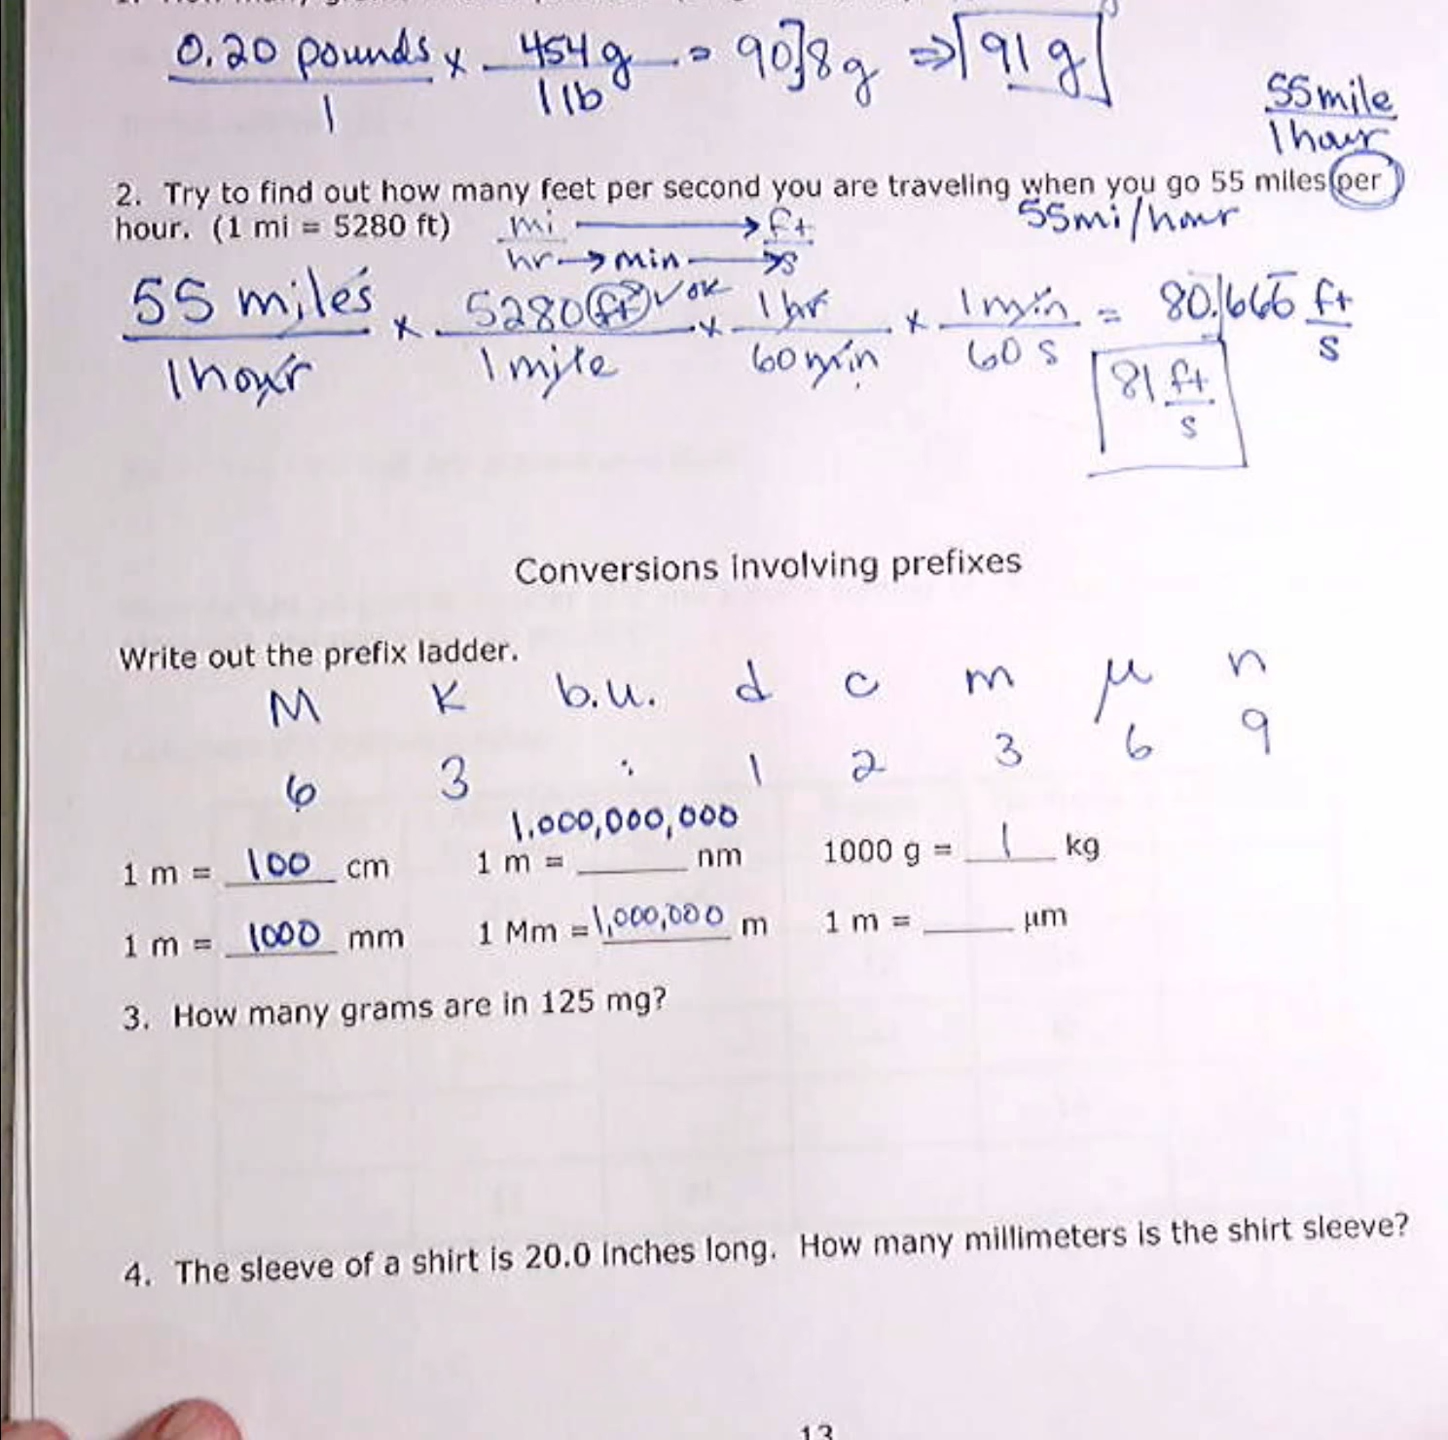 0.20 pounds x 454 g = 90.8 g ⇒ 91 g
1 1 lb
55 mile
1 hour
2. Try to find out how many feet per second you are traveling when you go 55 miles per
hour. (1 mi = 5280 ft) mi → ft 55mi/hour
hr → min → s
55 miles x 5280 ft ✓ok x 1 hr x 1 min = 80.666 ft
1 hour 1 mile 60 min 60 s s
81 ft
s
Conversions involving prefixes
Write out the prefix ladder.
M K b.u. d c m μ n
6 3 : 1 2 3 6 9
1,000,000,000
1 m = 100 cm 1 m = ______ nm 1000 g = 1 kg
1 m = 1000 mm 1 Mm = 1,000,000 m 1 m = ______ μm
3. How many grams are in 125 mg?
4. The sleeve of a shirt is 20.0 inches long. How many millimeters is the shirt sleeve?
13